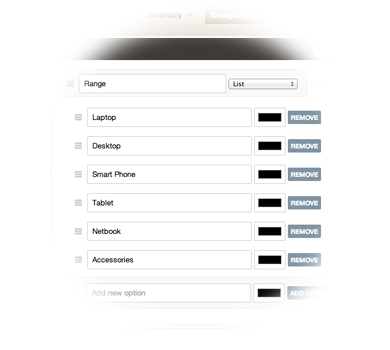 Inventory
Range List
Laptop REMOVE
Desktop REMOVE
Smart Phone REMOVE
Tablet REMOVE
Netbook REMOVE
Accessories REMOVE
Add new option ADD